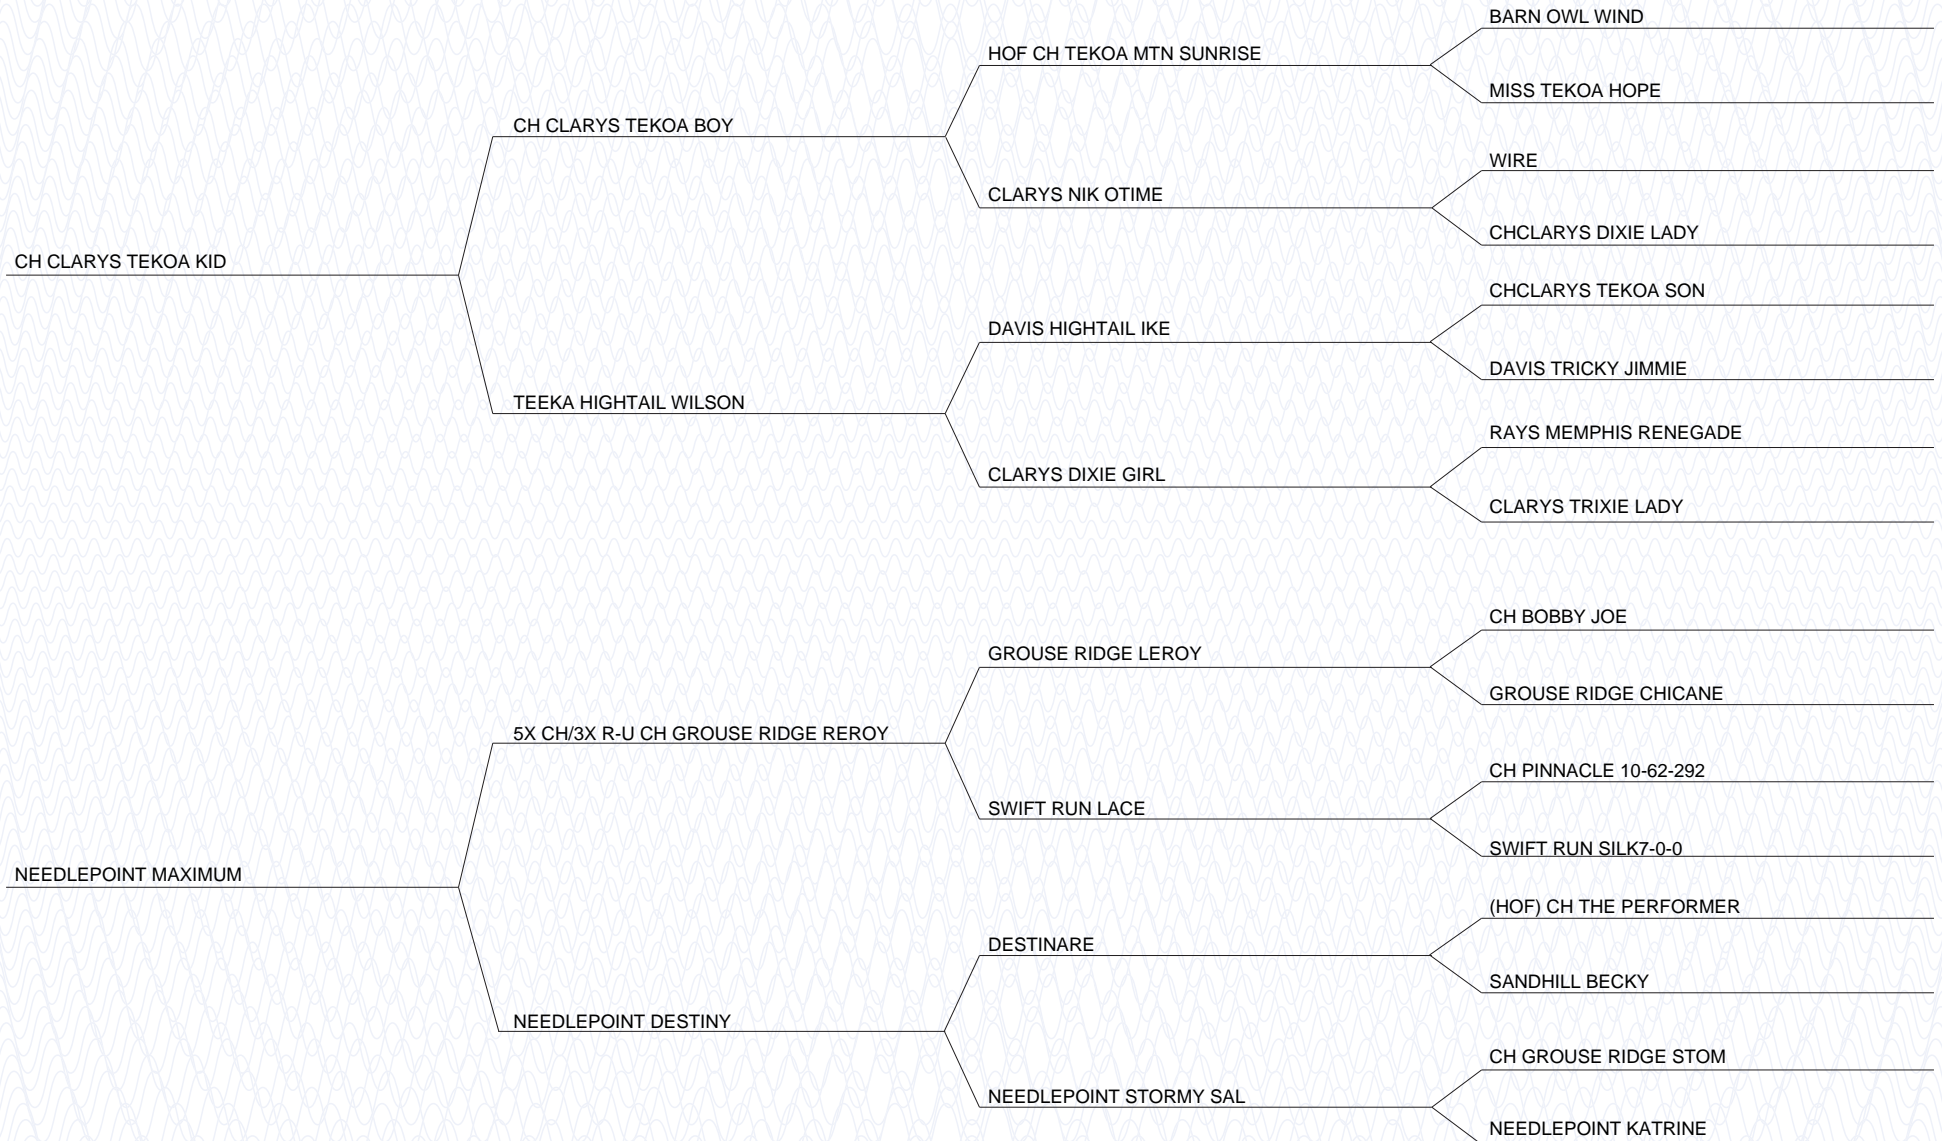 BARN OWL WIND
HOF CH TEKOA MTN SUNRISE
MISS TEKOA HOPE
CH CLARYS TEKOA BOY
WIRE
CLARYS NIK OTIME
CHCLARYS DIXIE LADY
CH CLARYS TEKOA KID
CHCLARYS TEKOA SON
DAVIS HIGHTAIL IKE
DAVIS TRICKY JIMMIE
TEEKA HIGHTAIL WILSON
RAYS MEMPHIS RENEGADE
CLARYS DIXIE GIRL
CLARYS TRIXIE LADY
CH BOBBY JOE
GROUSE RIDGE LEROY
GROUSE RIDGE CHICANE
5X CH/3X R-U CH GROUSE RIDGE REROY
CH PINNACLE 10-62-292
SWIFT RUN LACE
SWIFT RUN SILK7-0-0
NEEDLEPOINT MAXIMUM
(HOF) CH THE PERFORMER
DESTINARE
SANDHILL BECKY
NEEDLEPOINT DESTINY
CH GROUSE RIDGE STOM
NEEDLEPOINT STORMY SAL
NEEDLEPOINT KATRINE